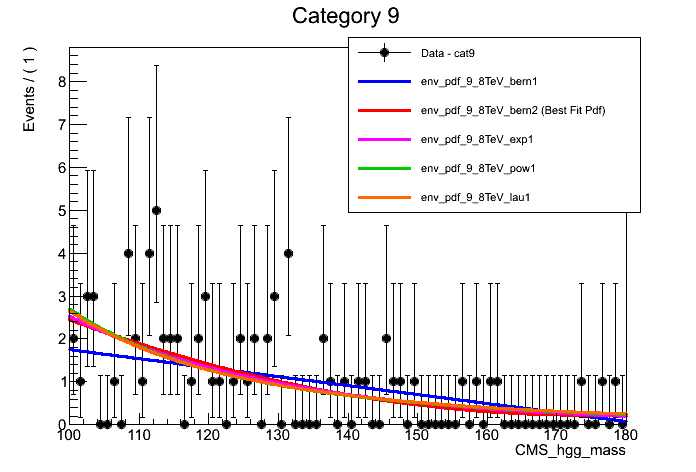 Category 9
Events / ( 1 )
Data - cat9
env_pdf_9_8TeV_bern1
env_pdf_9_8TeV_bern2 (Best Fit Pdf)
env_pdf_9_8TeV_exp1
env_pdf_9_8TeV_pow1
env_pdf_9_8TeV_lau1
8
7
6
5
4
3
2
1
0
100 110 120 130 140 150 160 170 180
CMS_hgg_mass